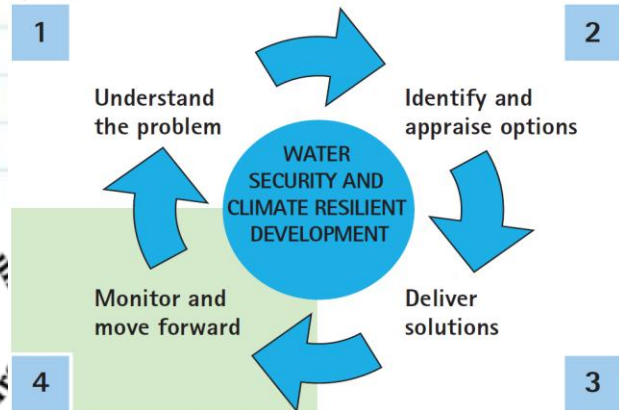 1
2
Understand
the problem
Identify and
appraise options
WATER
SECURITY AND
CLIMATE RESILIENT
DEVELOPMENT
Monitor and
move forward
Deliver
solutions
4
3